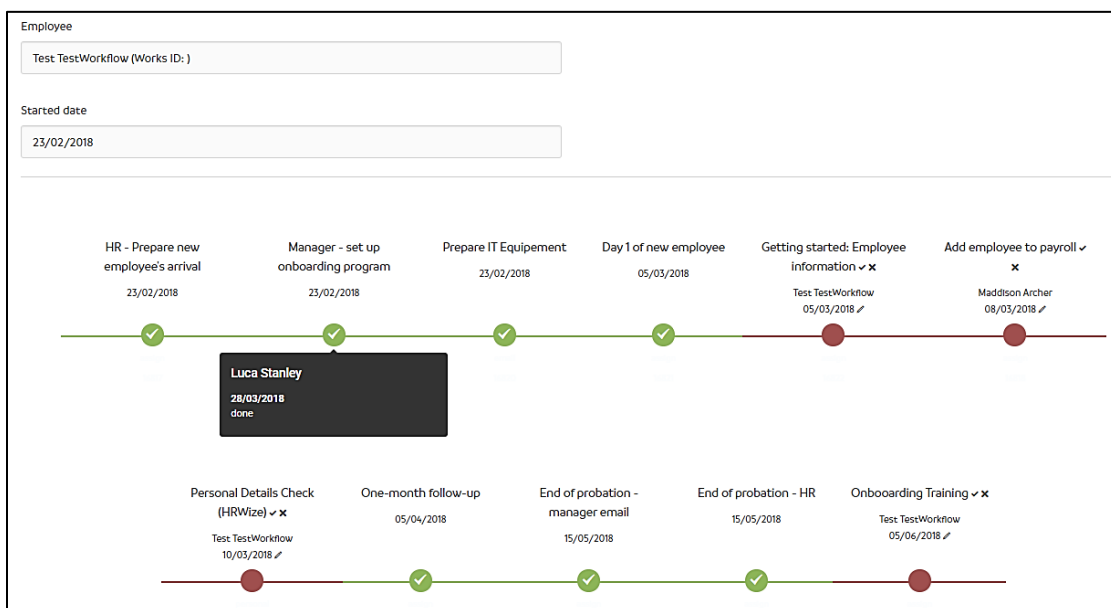 Employee
Test TestWorkflow (Works ID: )
Started date
23/02/2018
HR - Prepare new
employee's arrival
23/02/2018
Manager - set up
onboarding program
23/02/2018
Prepare IT Equipement
23/02/2018
Day 1 of new employee
05/03/2018
Getting started: Employee
information ✓ ✕
Test TestWorkflow
05/03/2018
Add employee to payroll ✓
✕
Maddison Archer
08/03/2018
Luca Stanley
28/03/2018
done
Personal Details Check
(HRWize) ✓ ✕
Test TestWorkflow
10/03/2018
One-month follow-up
05/04/2018
End of probation -
manager email
15/05/2018
End of probation - HR
15/05/2018
Onbooarding Training ✓ ✕
Test TestWorkflow
05/06/2018